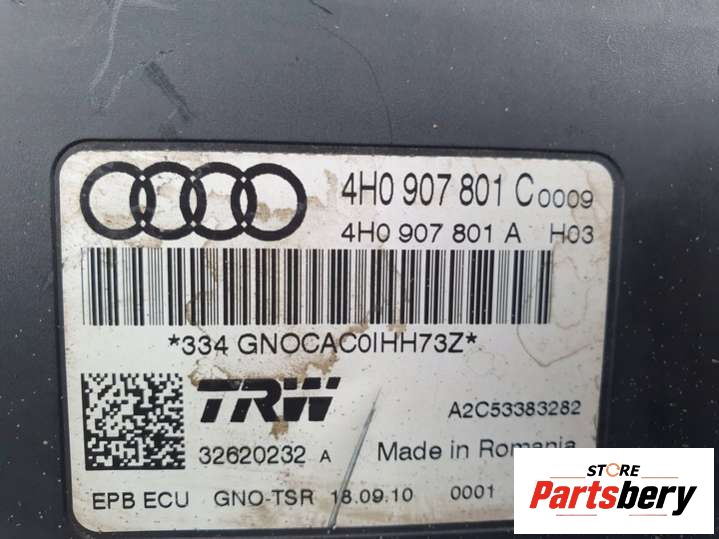 4H0 907 801 C 0009
4H0 907 801 A H03
*334 GNOCAC0IHH73Z*
TRW
A2C53383282
32620232 A
Made in Romania
EPB ECU GNO-TSR 18.09.10 0001
STORE
Partsbery